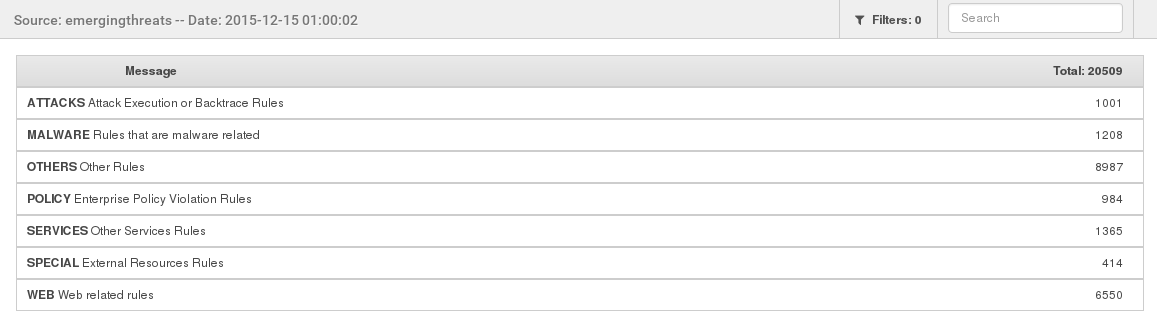 Source: emergingthreats -- Date: 2015-12-15 01:00:02 Filters: 0 Search
Message Total: 20509
ATTACKS Attack Execution or Backtrace Rules 1001
MALWARE Rules that are malware related 1208
OTHERS Other Rules 8987
POLICY Enterprise Policy Violation Rules 984
SERVICES Other Services Rules 1365
SPECIAL External Resources Rules 414
WEB Web related rules 6550